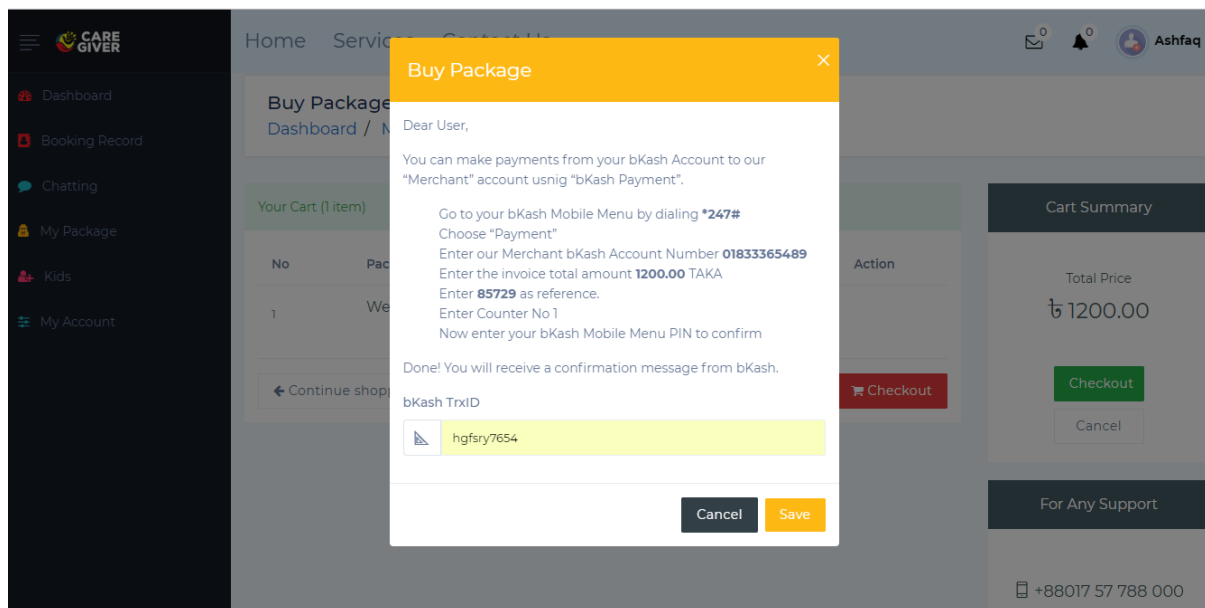 CARE
GIVER
Home Servic
0
0
Ashfaq
Dashboard
Booking Record
Chatting
My Package
Kids
My Account
Buy Package
Dashboard /
Your Cart (1 item)
No Pac Action
1 We
Continue shopp
Checkout
Buy Package
×
Dear User,
You can make payments from your bKash Account to our
“Merchant” account usnig “bKash Payment”.
Go to your bKash Mobile Menu by dialing *247#
Choose “Payment”
Enter our Merchant bKash Account Number 01833365489
Enter the invoice total amount 1200.00 TAKA
Enter 85729 as reference.
Enter Counter No 1
Now enter your bKash Mobile Menu PIN to confirm
Done! You will receive a confirmation message from bKash.
bKash TrxID
hgfsry7654
Cancel Save
Cart Summary
Total Price
৳ 1200.00
Checkout
Cancel
For Any Support
+88017 57 788 000